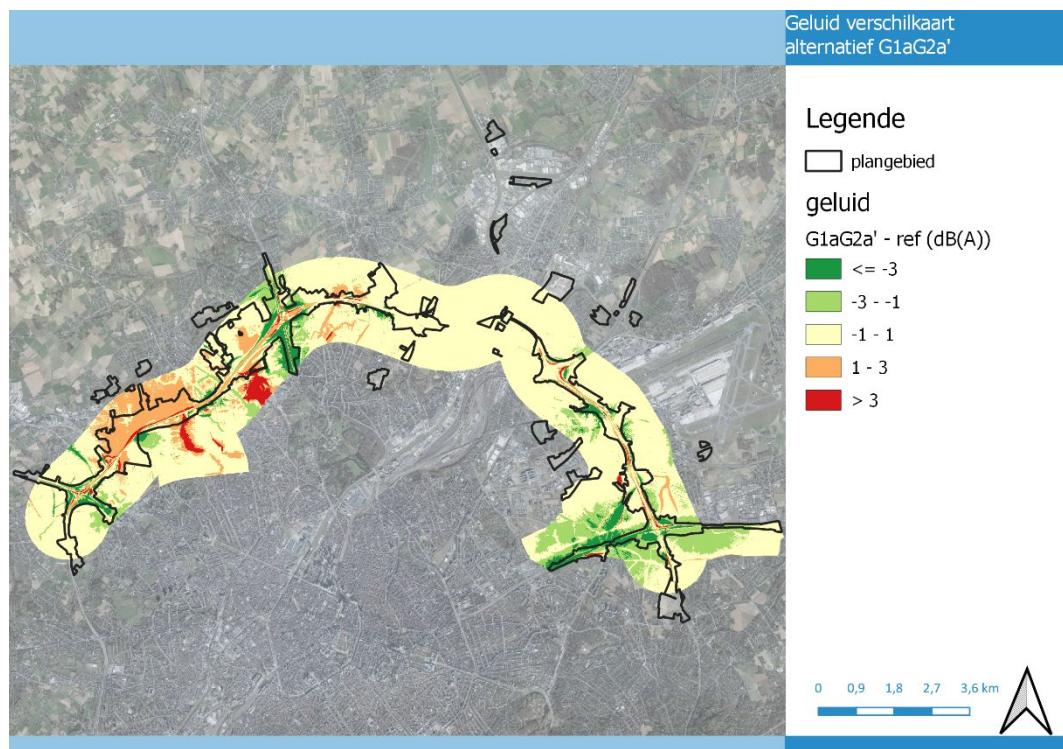 Geluid verschilkaart
alternatief G1aG2a'
Legende
plangebied
geluid
G1aG2a' - ref (dB(A))
<= -3
-3 - -1
-1 - 1
1 - 3
> 3
0 0,9 1,8 2,7 3,6 km